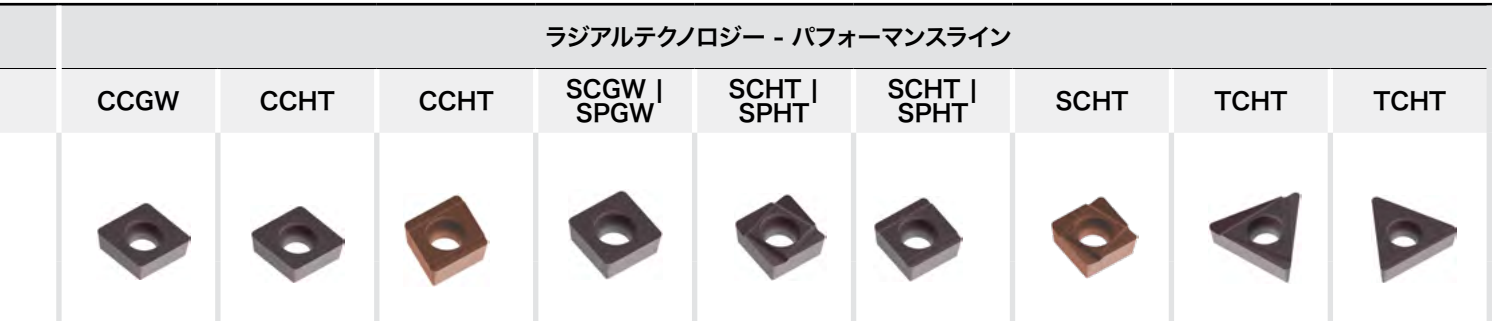 ラジアルテクノロジー - パフォーマンスライン
CCGW
CCHT
CCHT
SCGW |
SPGW
SCHT |
SPHT
SCHT |
SPHT
SCHT
TCHT
TCHT